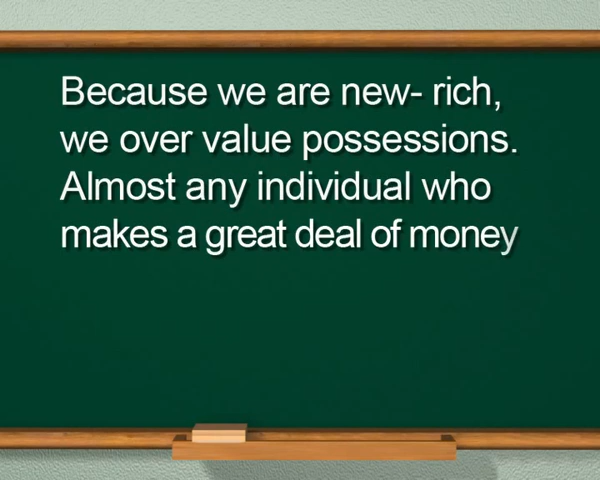 Because we are new- rich,
we over value possessions.
Almost any individual who
makes a great deal of money